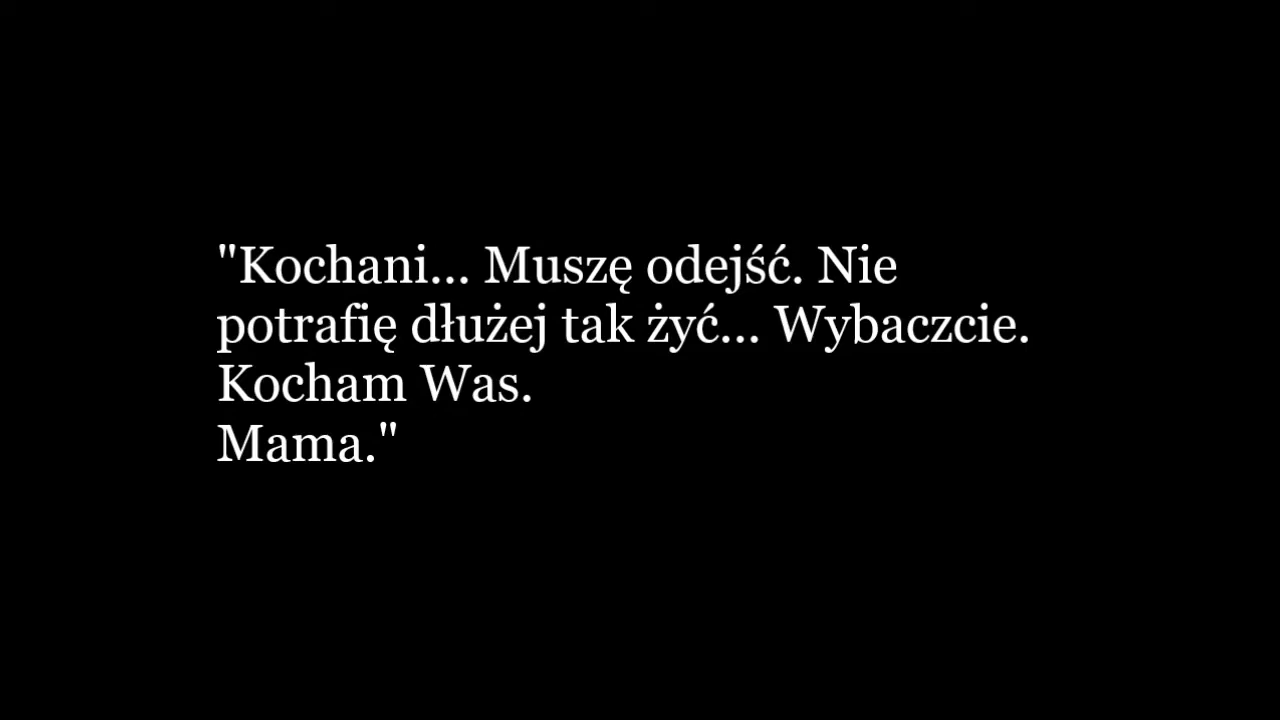 "Kochani... Muszę odejść. Nie
potrafię dłużej tak żyć... Wybaczcie.
Kocham Was.
Mama."